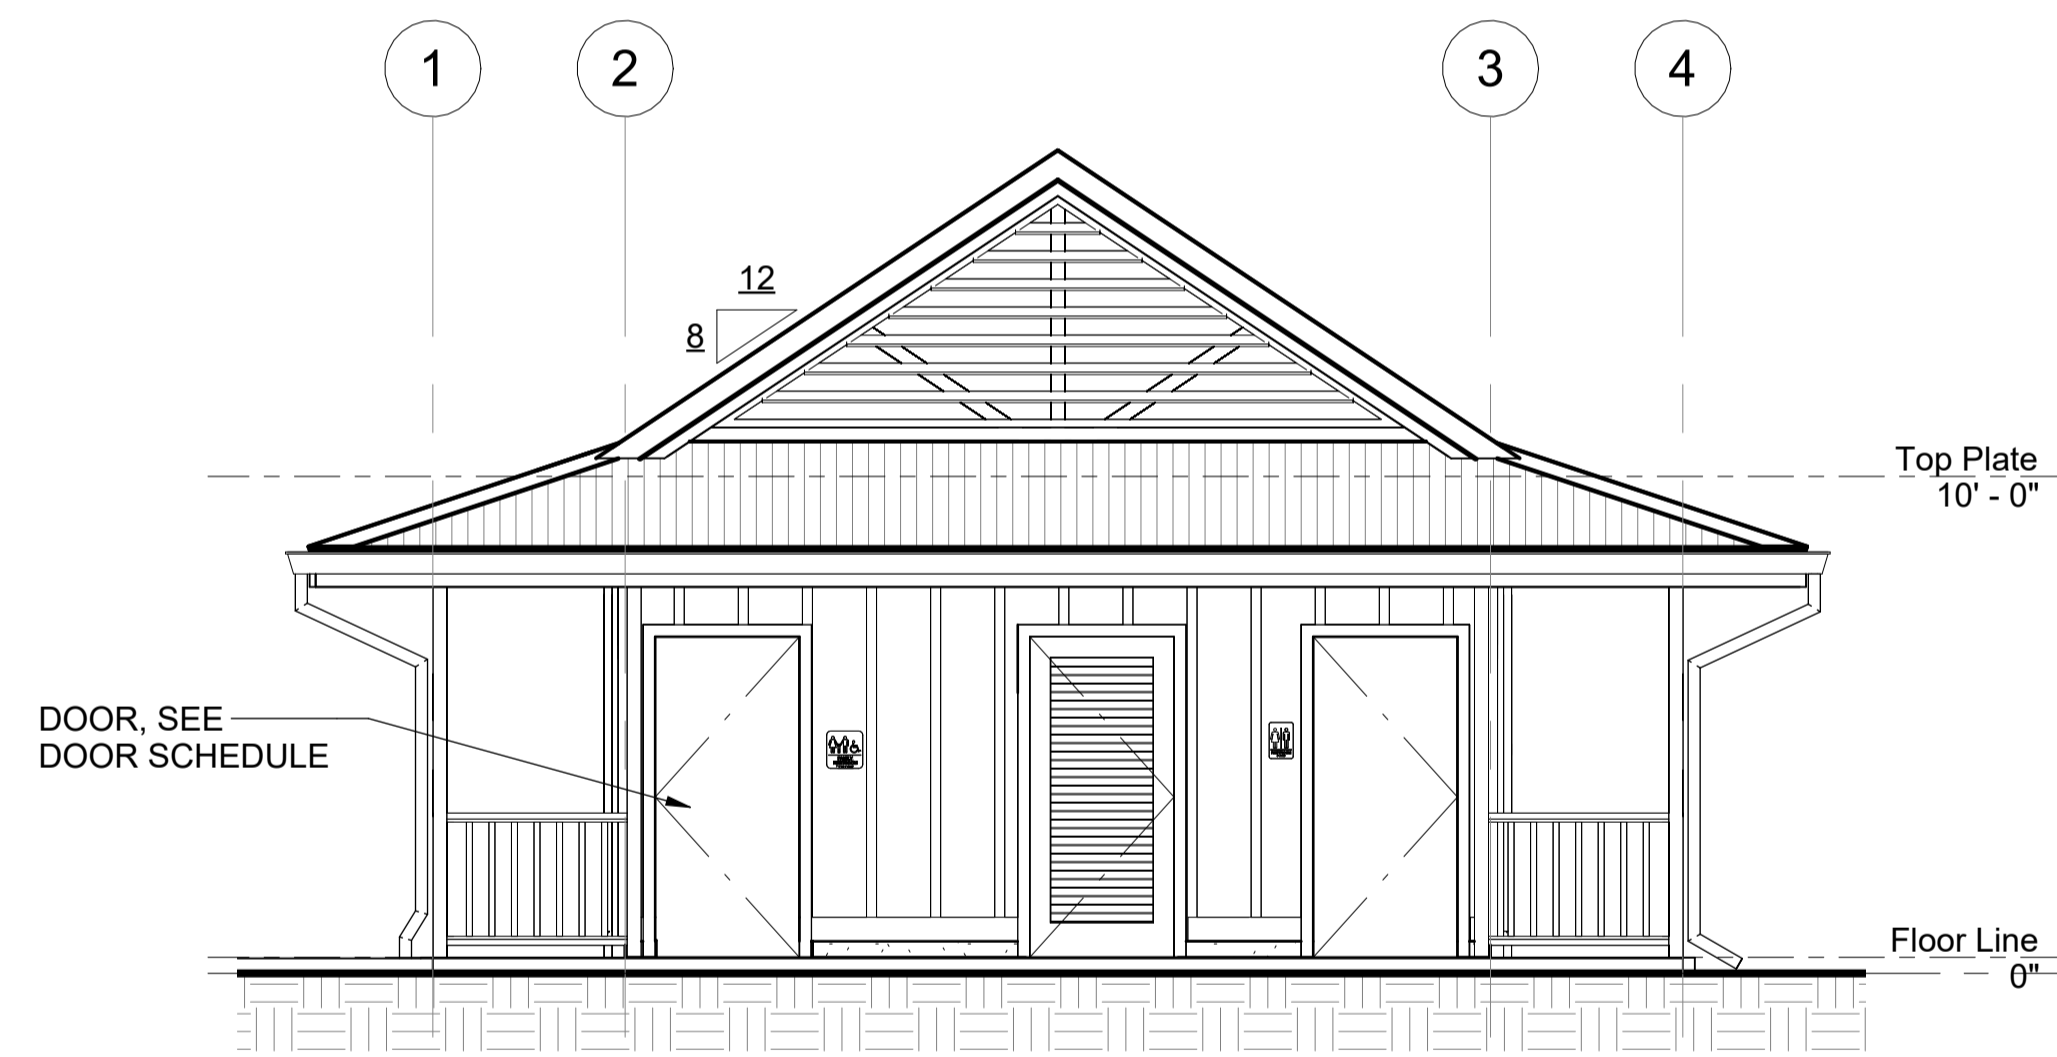 1 2 3 4
12
8
Top Plate
10' - 0"
DOOR, SEE
DOOR SCHEDULE
Floor Line
0"